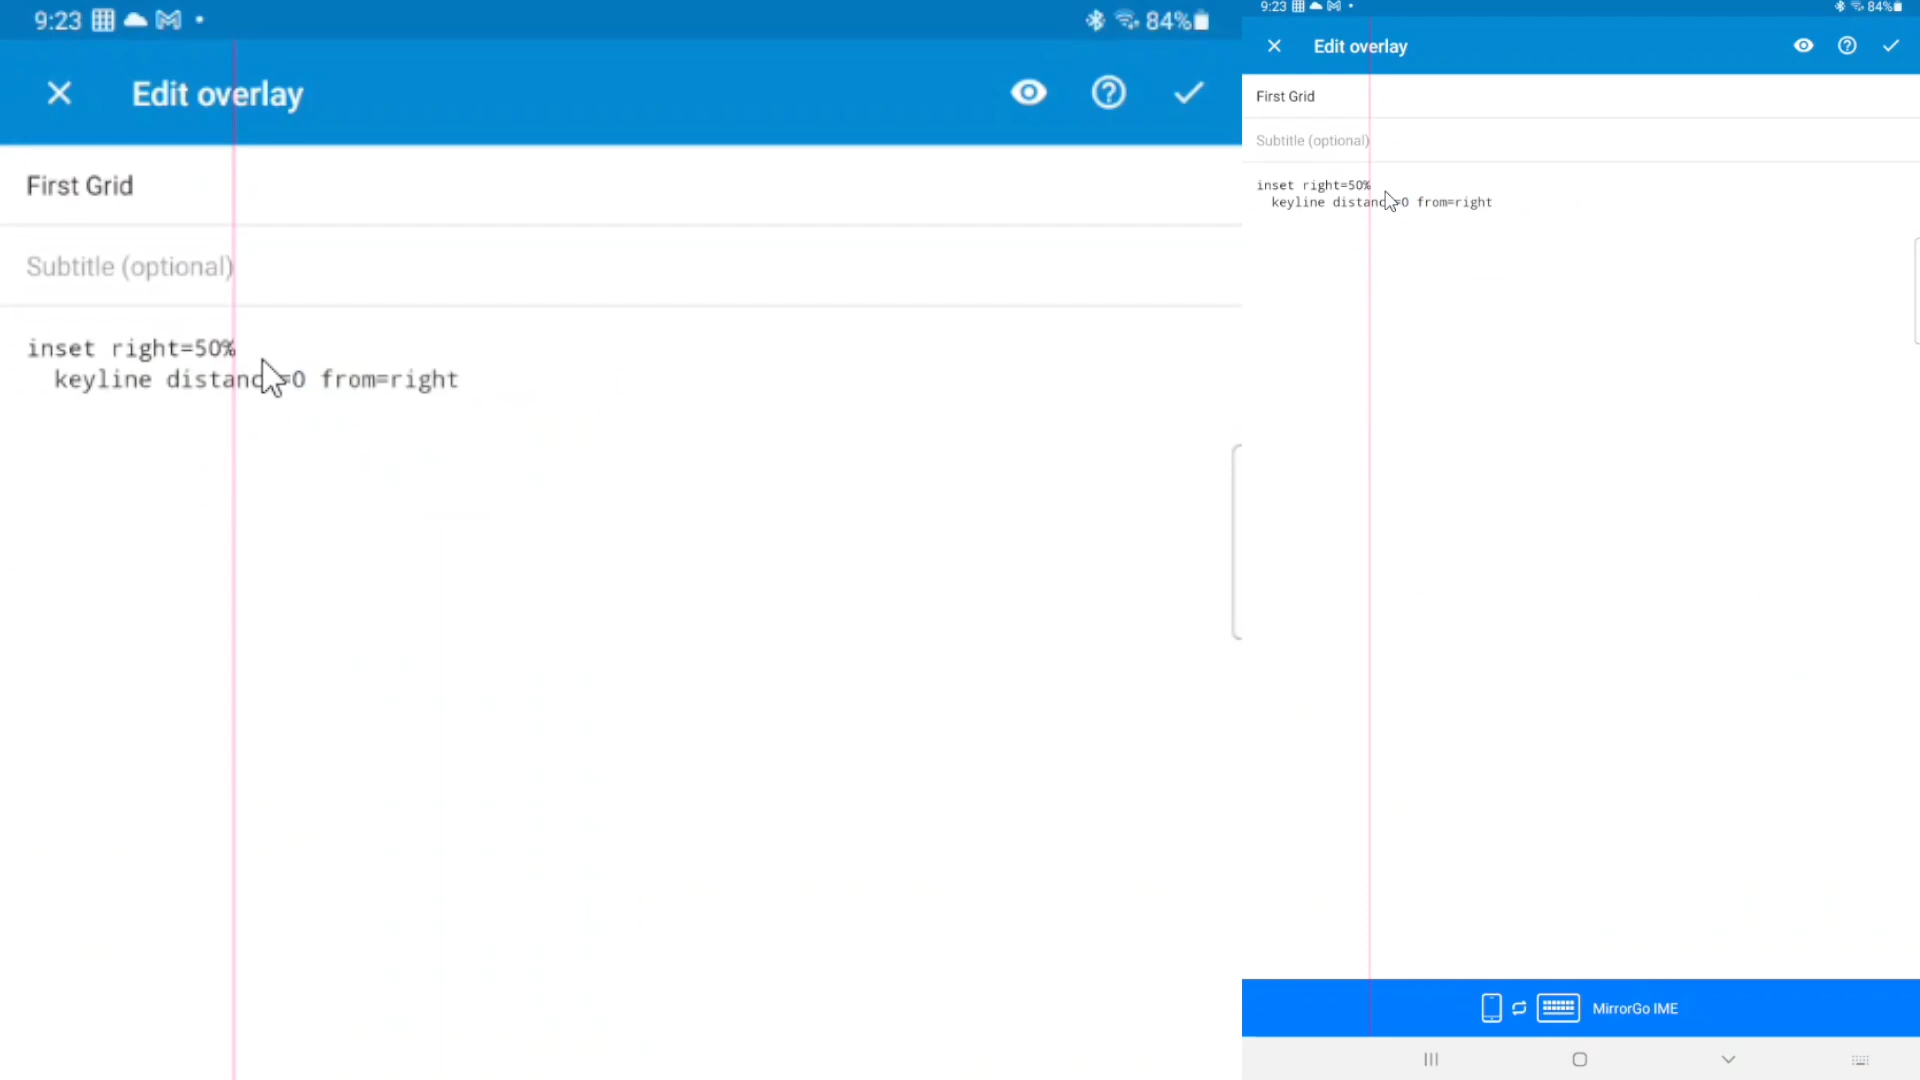 9:23
84%
Edit overlay
First Grid
Subtitle (optional)
inset right=50%
keyline distanc =0 from=right
9:23
84%
Edit overlay
First Grid
Subtitle (optional)
inset right=50%
keyline distanc =0 from=right
MirrorGo IME